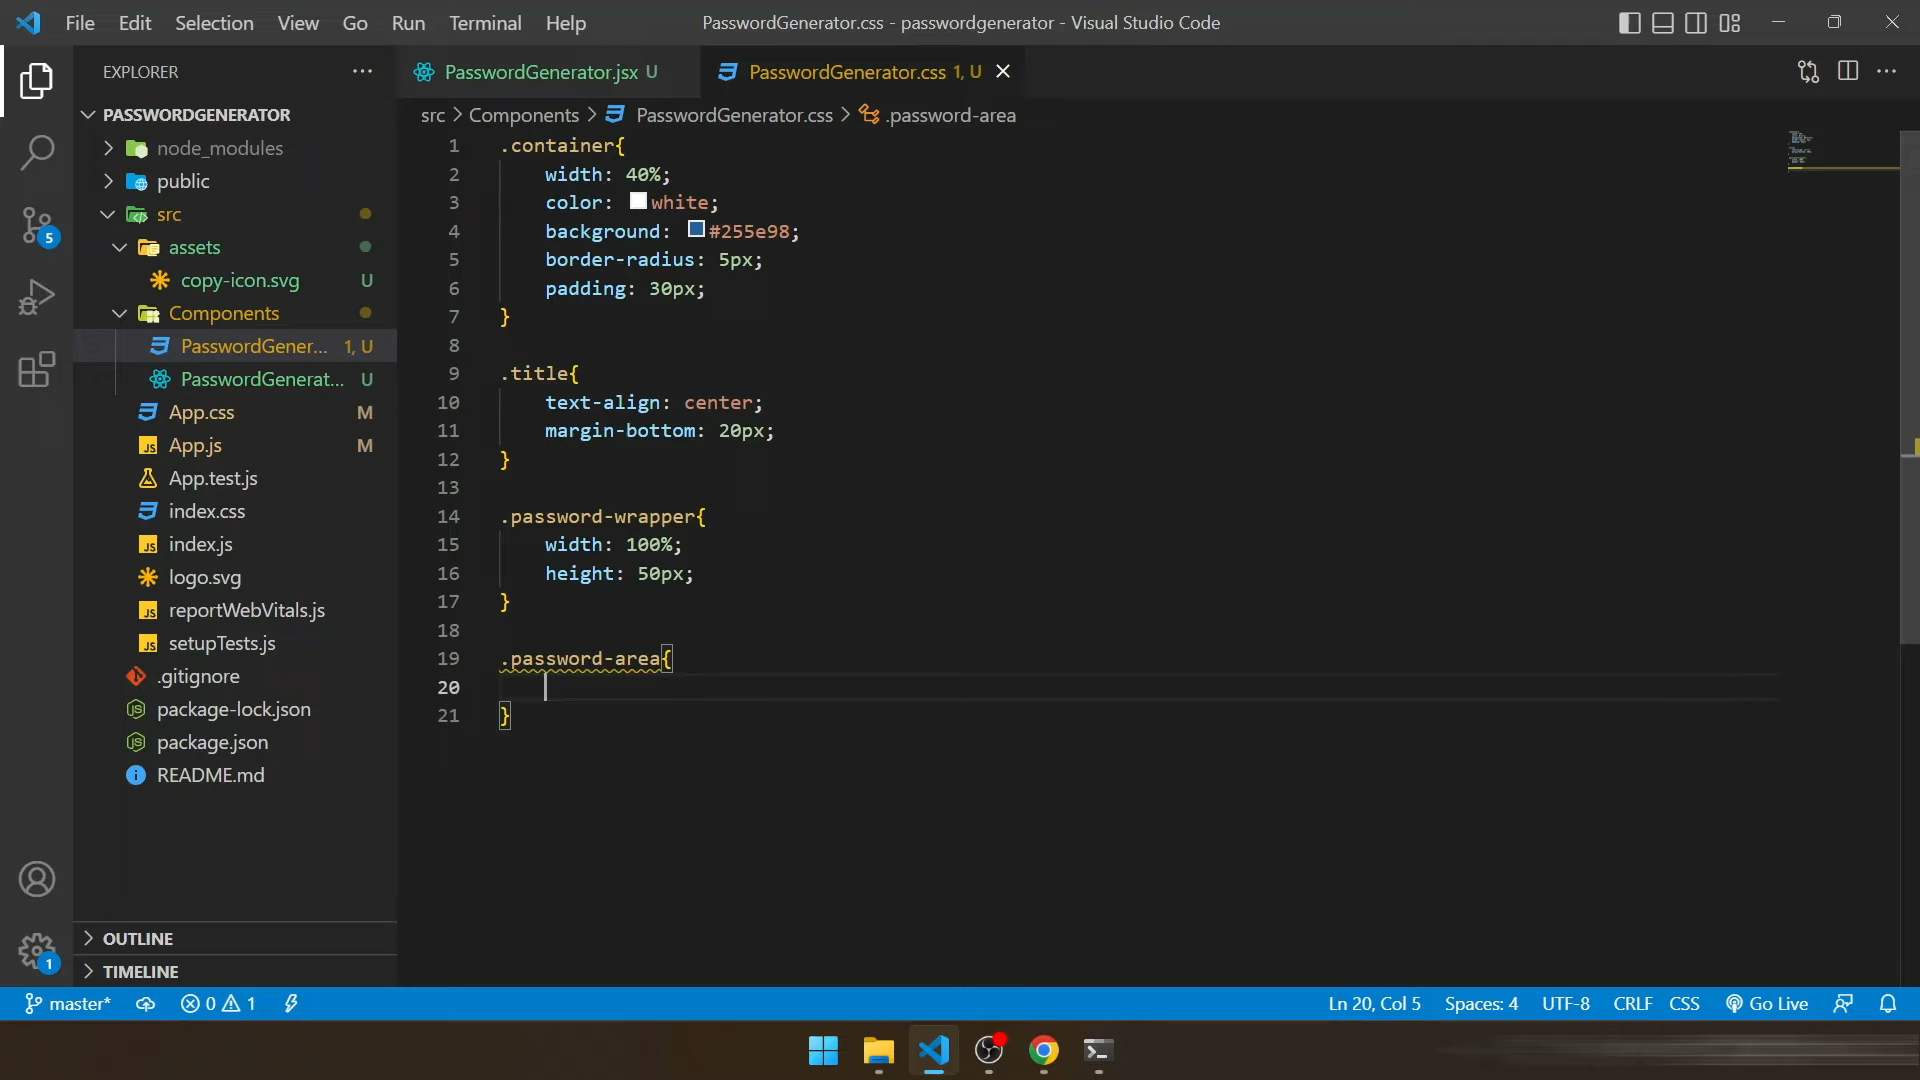 File Edit Selection View Go Run Terminal Help
PasswordGenerator.css - passwordgenerator - Visual Studio Code
EXPLORER
PasswordGenerator.jsx U
PasswordGenerator.css 1, U
PASSWORDGENERATOR
node_modules
public
src
assets
copy-icon.svg U
Components
PasswordGener... 1, U
PasswordGenerat... U
App.css M
App.js M
App.test.js
index.css
index.js
logo.svg
reportWebVitals.js
setupTests.js
.gitignore
package-lock.json
package.json
README.md
OUTLINE
TIMELINE
5
1
src > Components > PasswordGenerator.css > .password-area
1 .container{
2 width: 40%;
3 color: white;
4 background: #255e98;
5 border-radius: 5px;
6 padding: 30px;
7 }
8
9 .title{
10 text-align: center;
11 margin-bottom: 20px;
12 }
13
14 .password-wrapper{
15 width: 100%;
16 height: 50px;
17 }
18
19 .password-area{
20
21 }
master* 0 1
Ln 20, Col 5 Spaces: 4 UTF-8 CRLF CSS Go Live